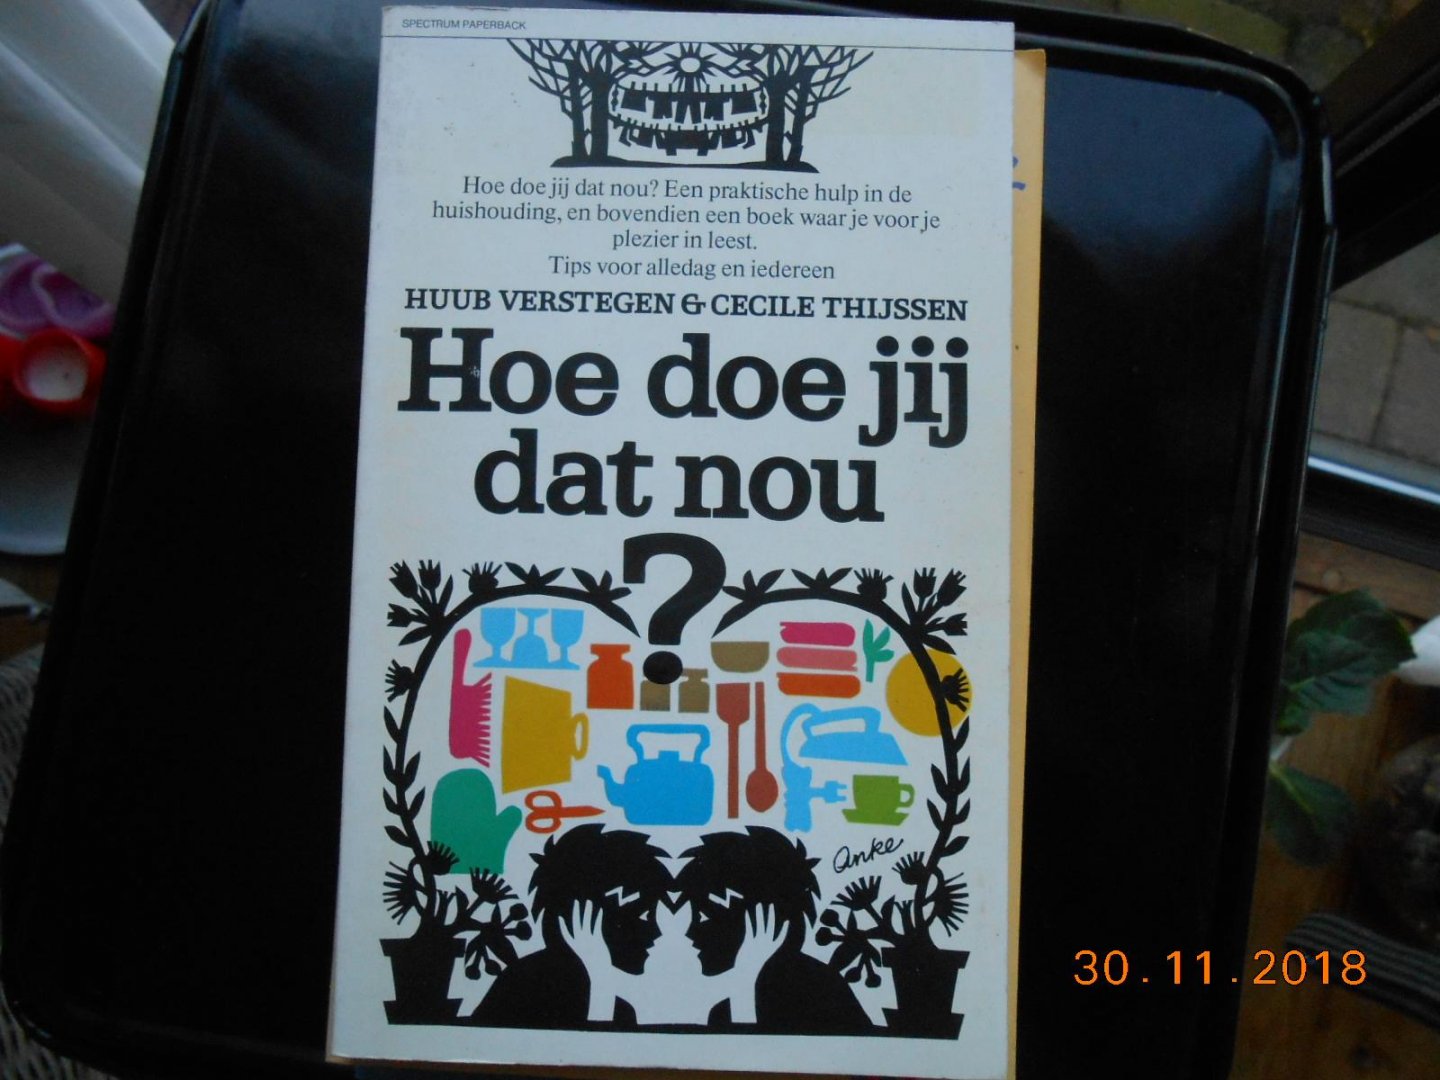 SPECTRUM PAPERBACK
Hoe doe jij dat nou? Een praktische hulp in de
huishouding, en bovendien een boek waar je voor je
plezier in leest.
Tips voor alledag en iedereen
HUUB VERSTEGEN & CECILE THIJSSEN
Hoe doe jij
dat nou
?
Anke
30.11.2018